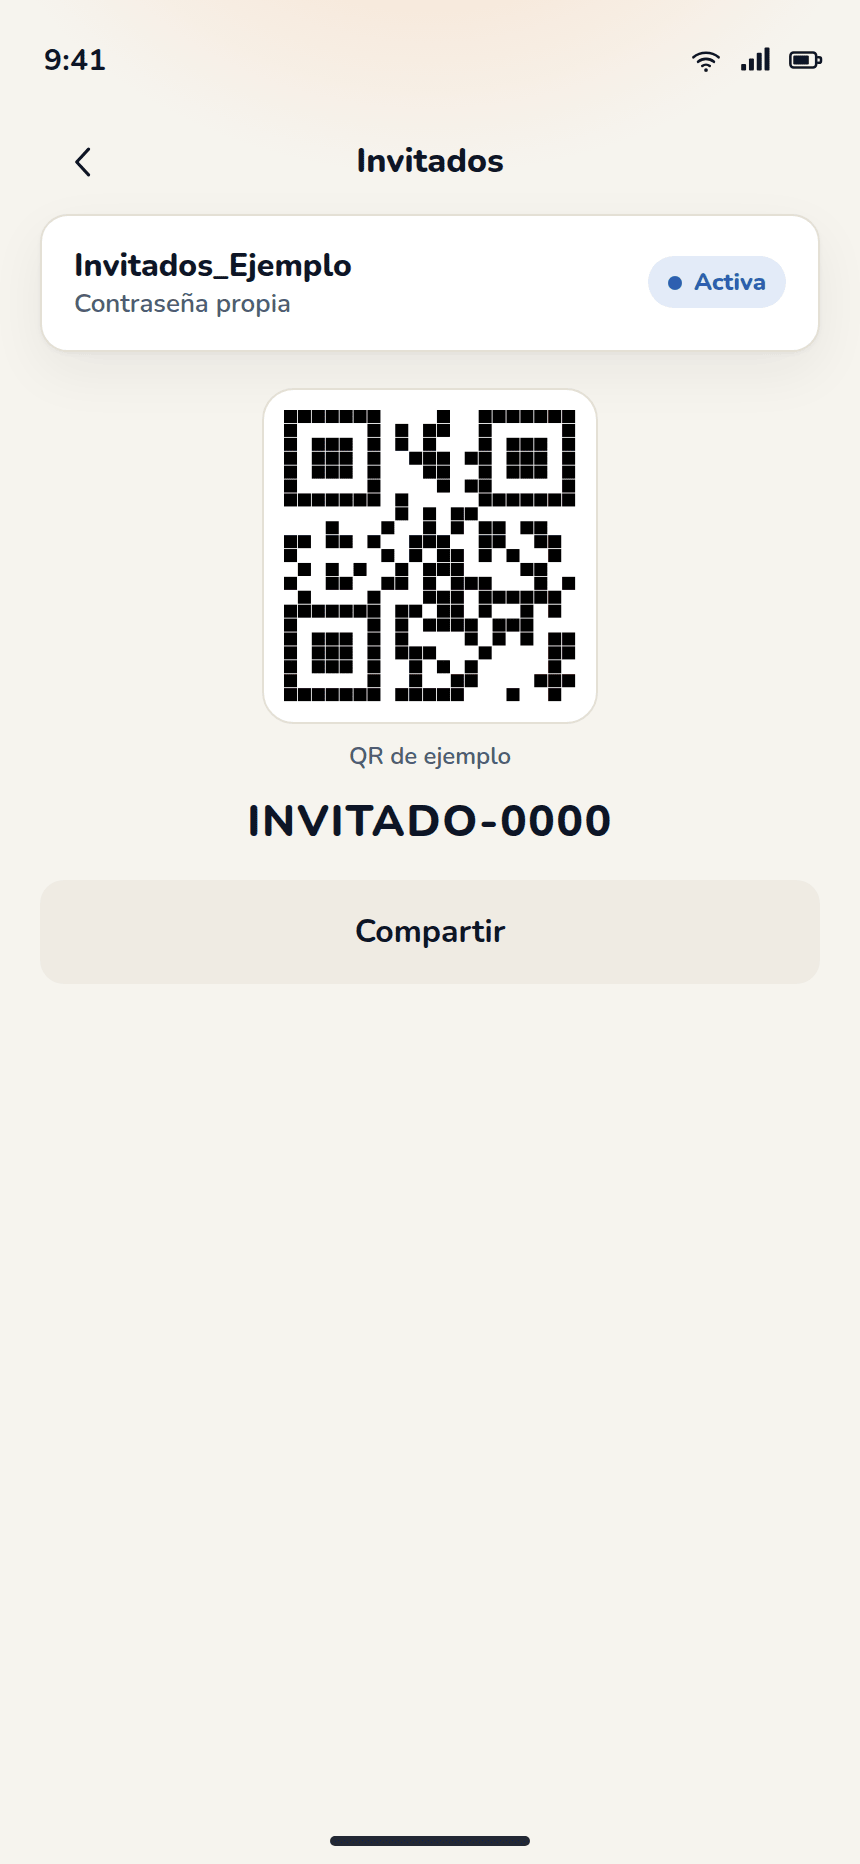 9:41
Invitados
Invitados_Ejemplo
Contraseña propia
Activa
QR de ejemplo
INVITADO-0000
Compartir